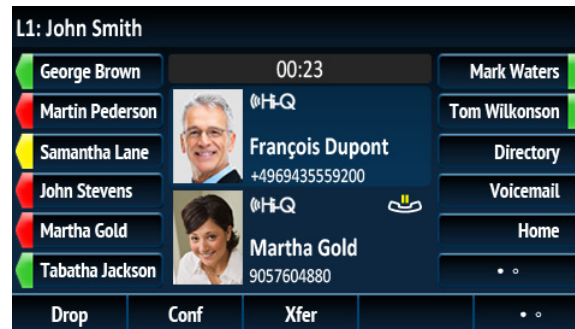 L1: John Smith
George Brown
00:23
Mark Waters
Martin Pederson
Hi-Q
Tom Wilkonson
Samantha Lane
François Dupont
Directory
+4969435559200
John Stevens
Hi-Q
Voicemail
Martha Gold
Martha Gold
Home
Tabatha Jackson
9057604880
Drop
Conf
Xfer